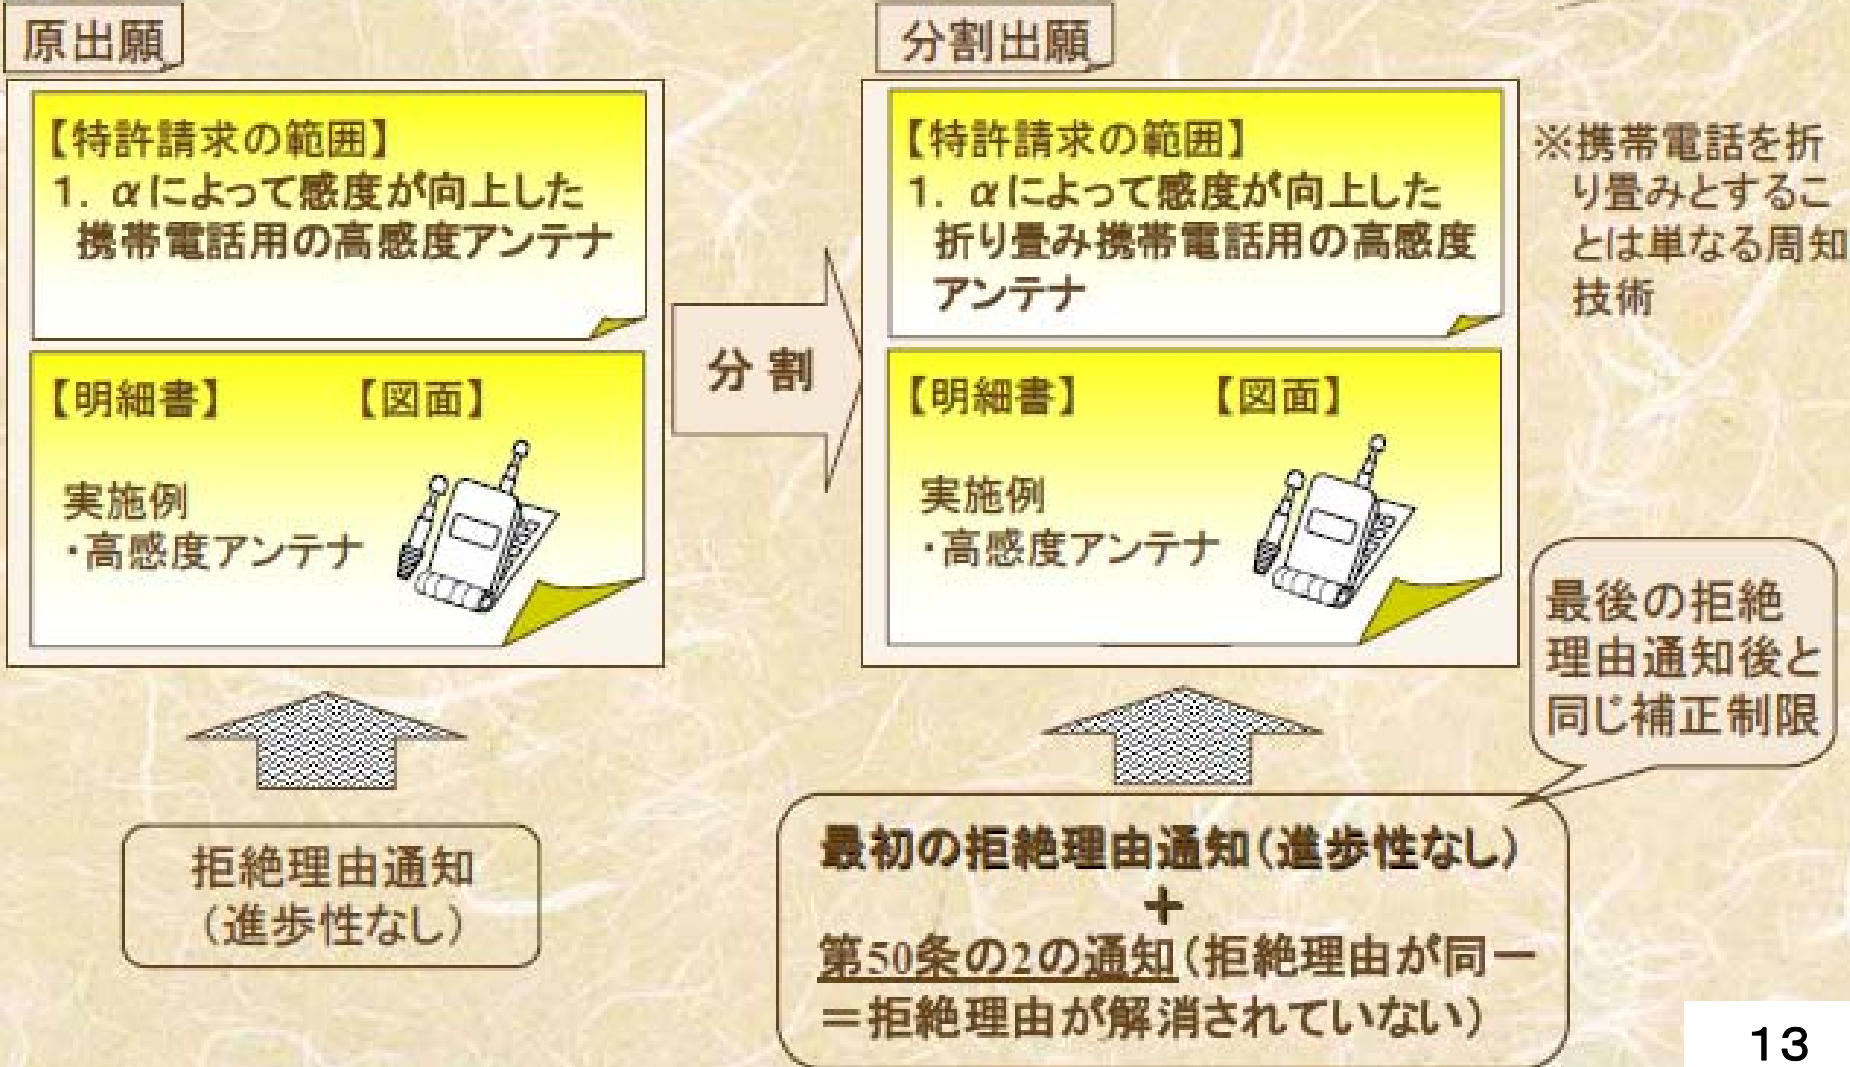 原出願
【特許請求の範囲】
1. αによって感度が向上した
携帯電話用の高感度アンテナ
【明細書】 【図面】
実施例
・高感度アンテナ
拒絶理由通知
(進歩性なし)
分割
分割出願
【特許請求の範囲】
1. αによって感度が向上した
折り畳み携帯電話用の高感度
アンテナ
【明細書】 【図面】
実施例
・高感度アンテナ
※携帯電話を折
り畳みとするこ
とは単なる周知
技術
最後の拒絶
理由通知後と
同じ補正制限
最初の拒絶理由通知(進歩性なし)
+
第50条の2の通知(拒絶理由が同一
=拒絶理由が解消されていない)
13